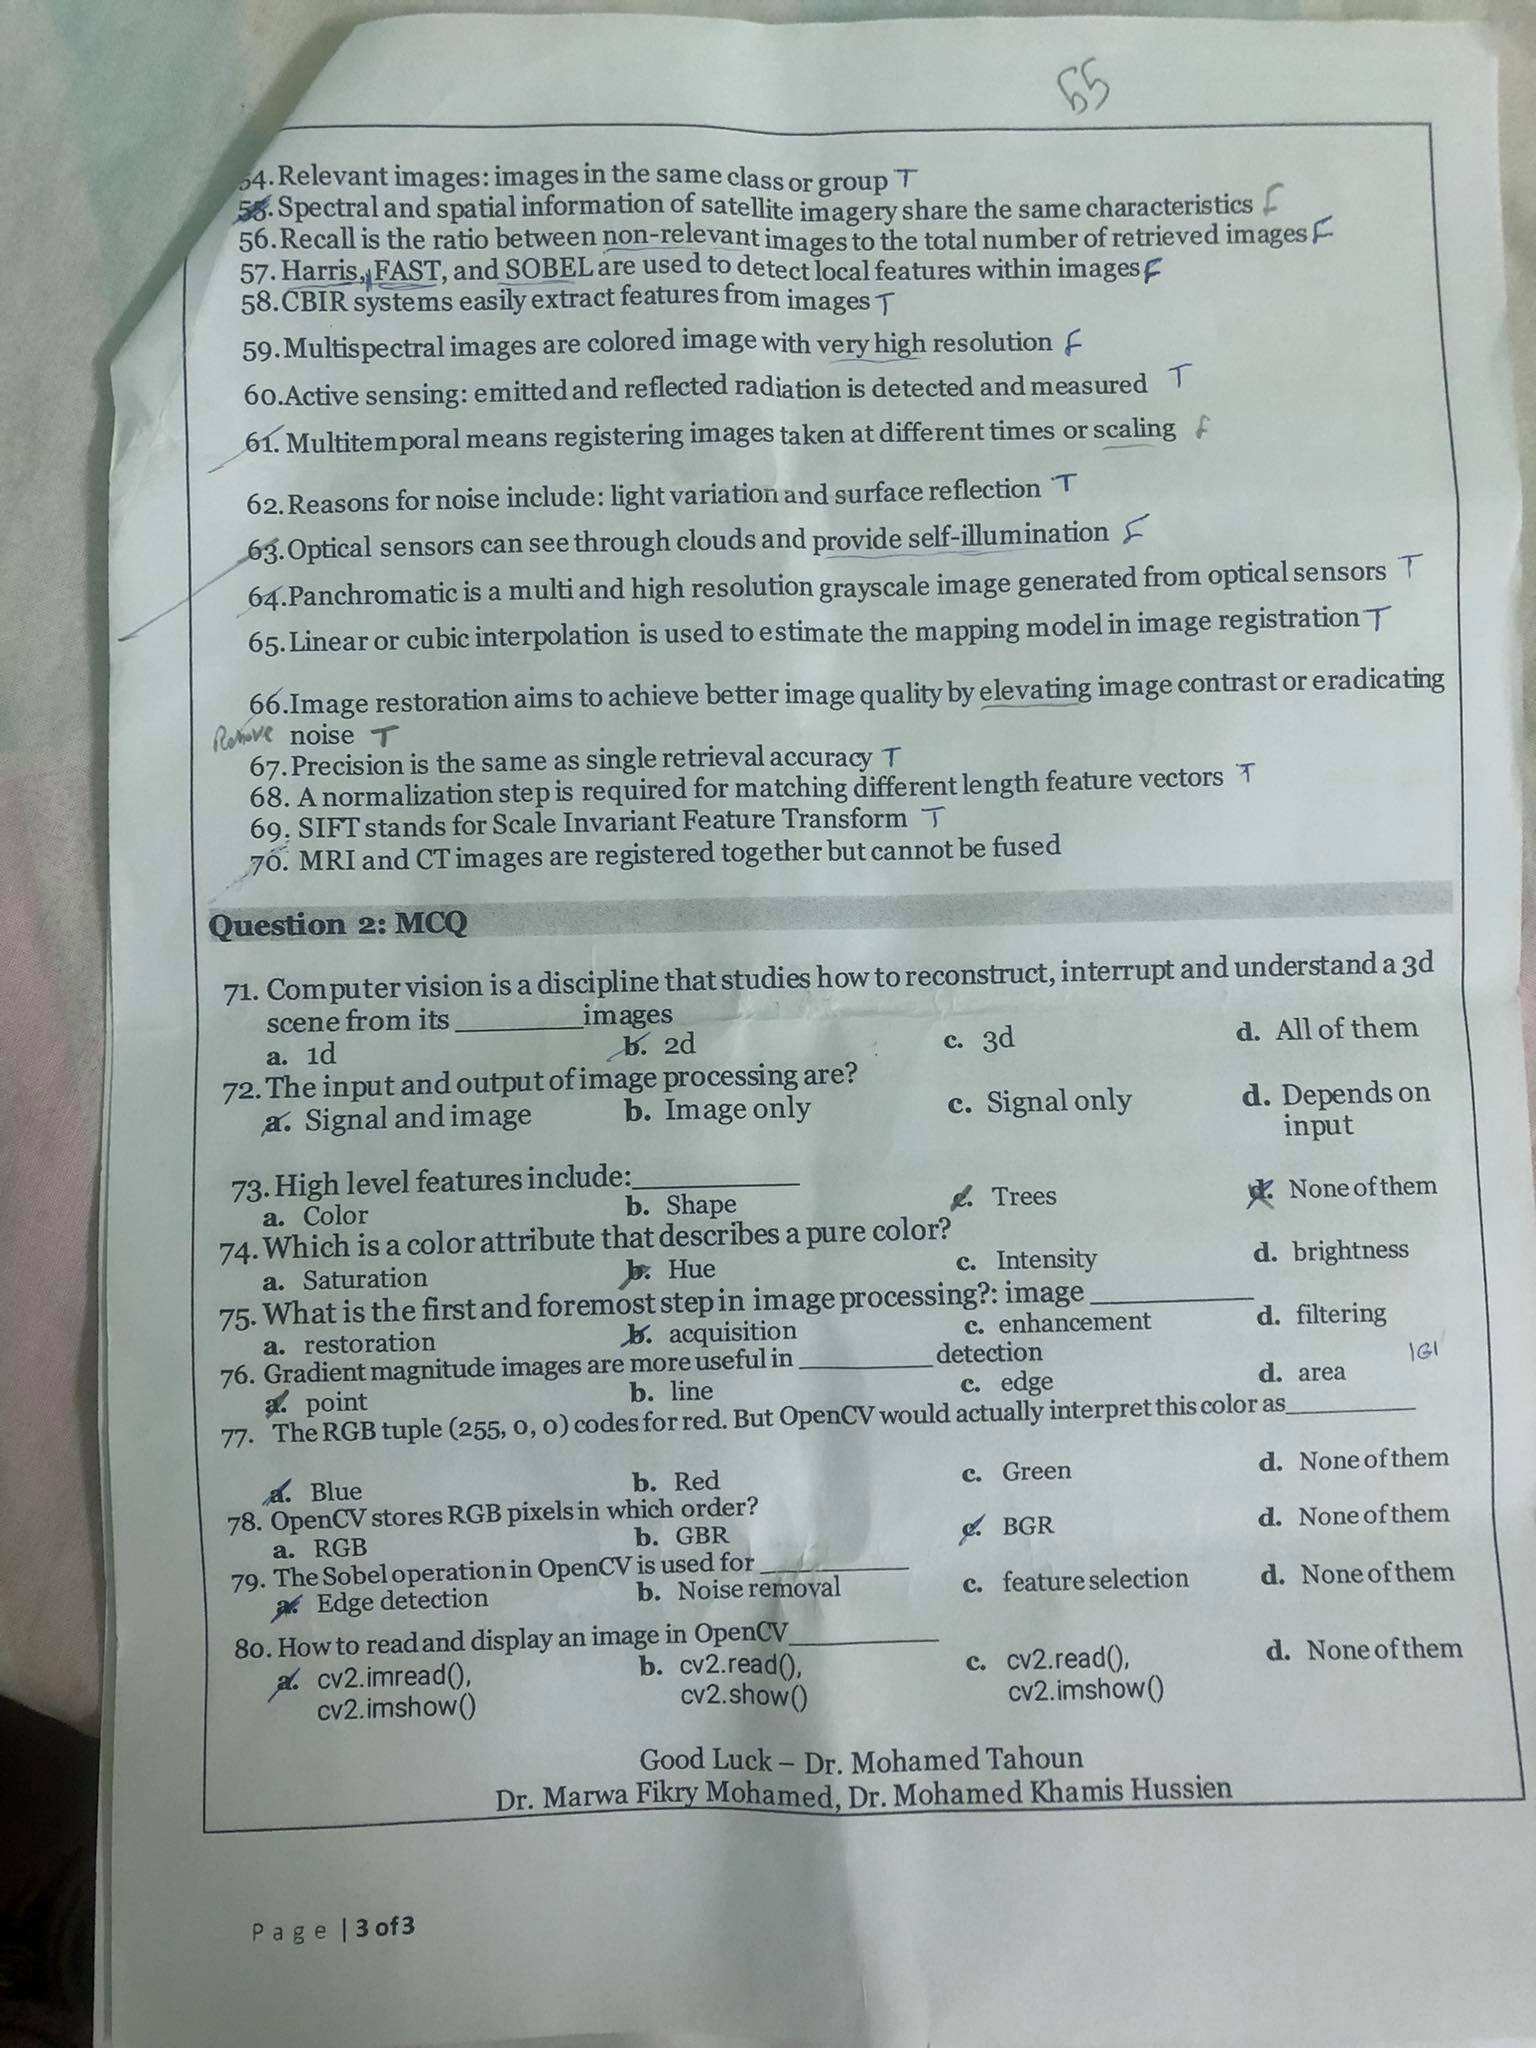 55
54. Relevant images: images in the same class or group T
55. Spectral and spatial information of satellite imagery share the same characteristics F
56. Recall is the ratio between non-relevant images to the total number of retrieved images F
57. Harris, FAST, and SOBEL are used to detect local features within images F
58. CBIR systems easily extract features from images T
59. Multispectral images are colored image with very high resolution F
60. Active sensing: emitted and reflected radiation is detected and measured T
61. Multitemporal means registering images taken at different times or scaling F
62. Reasons for noise include: light variation and surface reflection T
63. Optical sensors can see through clouds and provide self-illumination F
64. Panchromatic is a multi and high resolution grayscale image generated from optical sensors T
65. Linear or cubic interpolation is used to estimate the mapping model in image registration T
66. Image restoration aims to achieve better image quality by elevating image contrast or eradicating
Remove noise T
67. Precision is the same as single retrieval accuracy T
68. A normalization step is required for matching different length feature vectors T
69. SIFT stands for Scale Invariant Feature Transform T
70. MRI and CT images are registered together but cannot be fused
Question 2: MCQ
71. Computer vision is a discipline that studies how to reconstruct, interrupt and understand a 3d
scene from its ________ images
a. 1d b. 2d c. 3d d. All of them
72. The input and output of image processing are?
a. Signal and image b. Image only c. Signal only d. Depends on
input
73. High level features include:__________
a. Color b. Shape c. Trees d. None of them
74. Which is a color attribute that describes a pure color?
a. Saturation b. Hue c. Intensity d. brightness
75. What is the first and foremost step in image processing?: image __________
a. restoration b. acquisition c. enhancement d. filtering
76. Gradient magnitude images are more useful in ________ detection |G|
a. point b. line c. edge d. area
77. The RGB tuple (255, 0, 0) codes for red. But OpenCV would actually interpret this color as________
a. Blue b. Red c. Green d. None of them
78. OpenCV stores RGB pixels in which order?
a. RGB b. GBR c. BGR d. None of them
79. The Sobel operation in OpenCV is used for _________
a. Edge detection b. Noise removal c. feature selection d. None of them
80. How to read and display an image in OpenCV_________
a. cv2.imread(), b. cv2.read(), c. cv2.read(), d. None of them
cv2.imshow() cv2.show() cv2.imshow()
Good Luck – Dr. Mohamed Tahoun
Dr. Marwa Fikry Mohamed, Dr. Mohamed Khamis Hussien
Page | 3 of 3